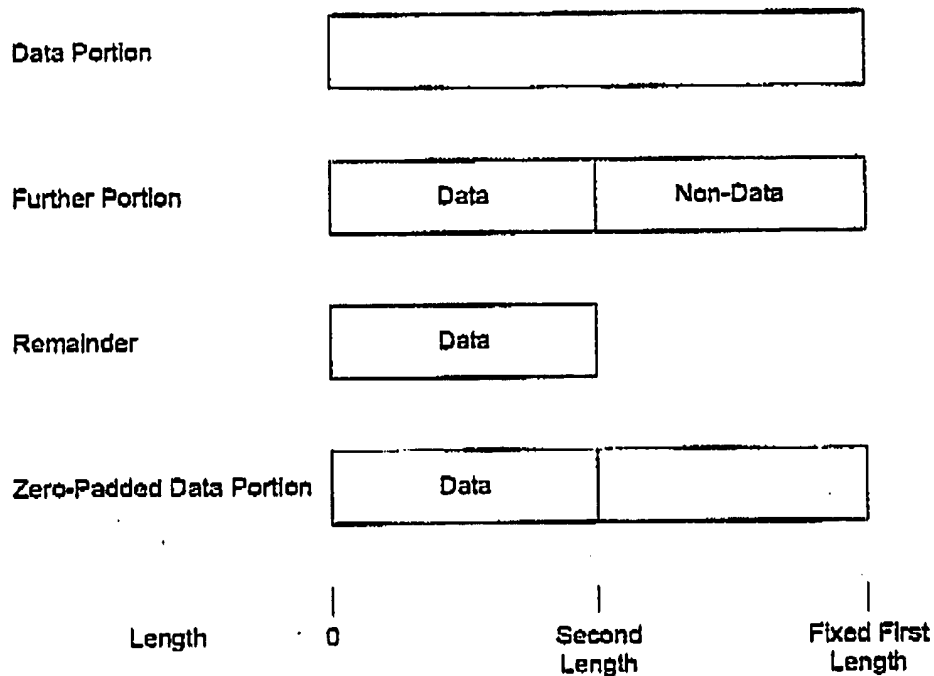 Data Portion
Further Portion
Data
Non-Data
Remainder
Data
Zero-Padded Data Portion
Data
Length
0
Second
Length
Fixed First
Length